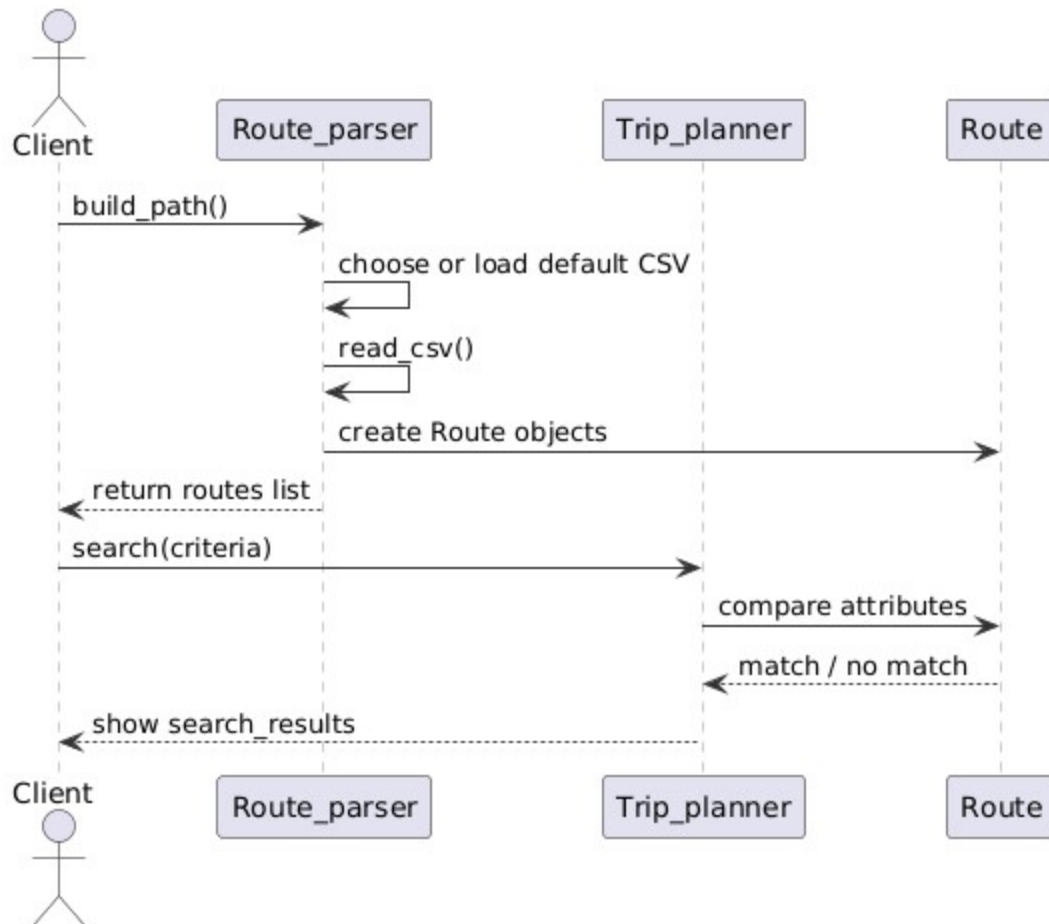 Client
Route_parser
Trip_planner
Route
build_path()
choose or load default CSV
read_csv()
create Route objects
return routes list
search(criteria)
compare attributes
match / no match
show search_results
Client
Route_parser
Trip_planner
Route